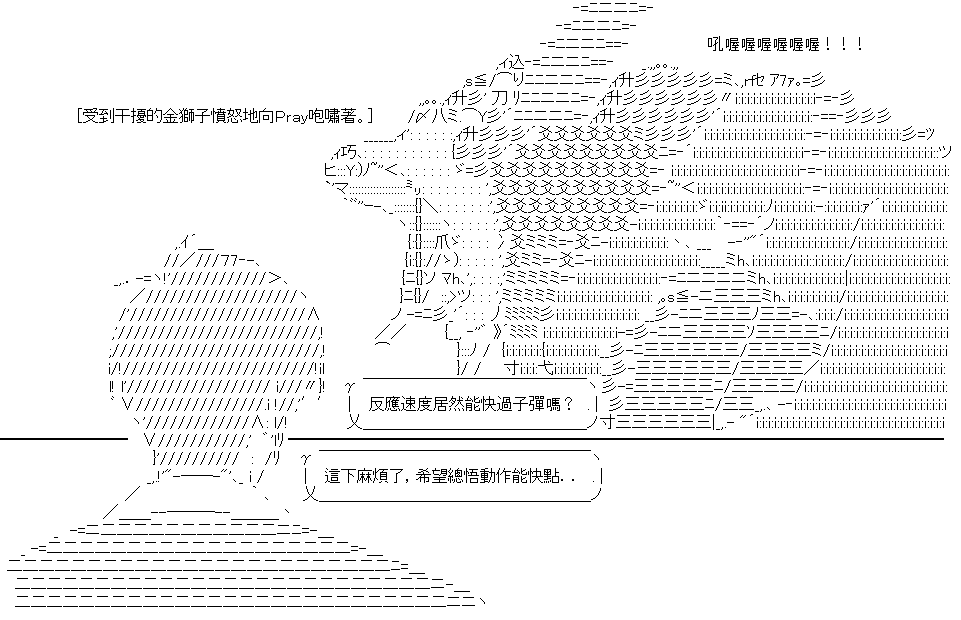 吼喔喔喔喔喔喔！！！
[受到干擾的金獅子憤怒地向Pray咆嘯著。]
反應速度居然能快過子彈嗎？ .
這下麻煩了，希望總悟動作能快點．． .